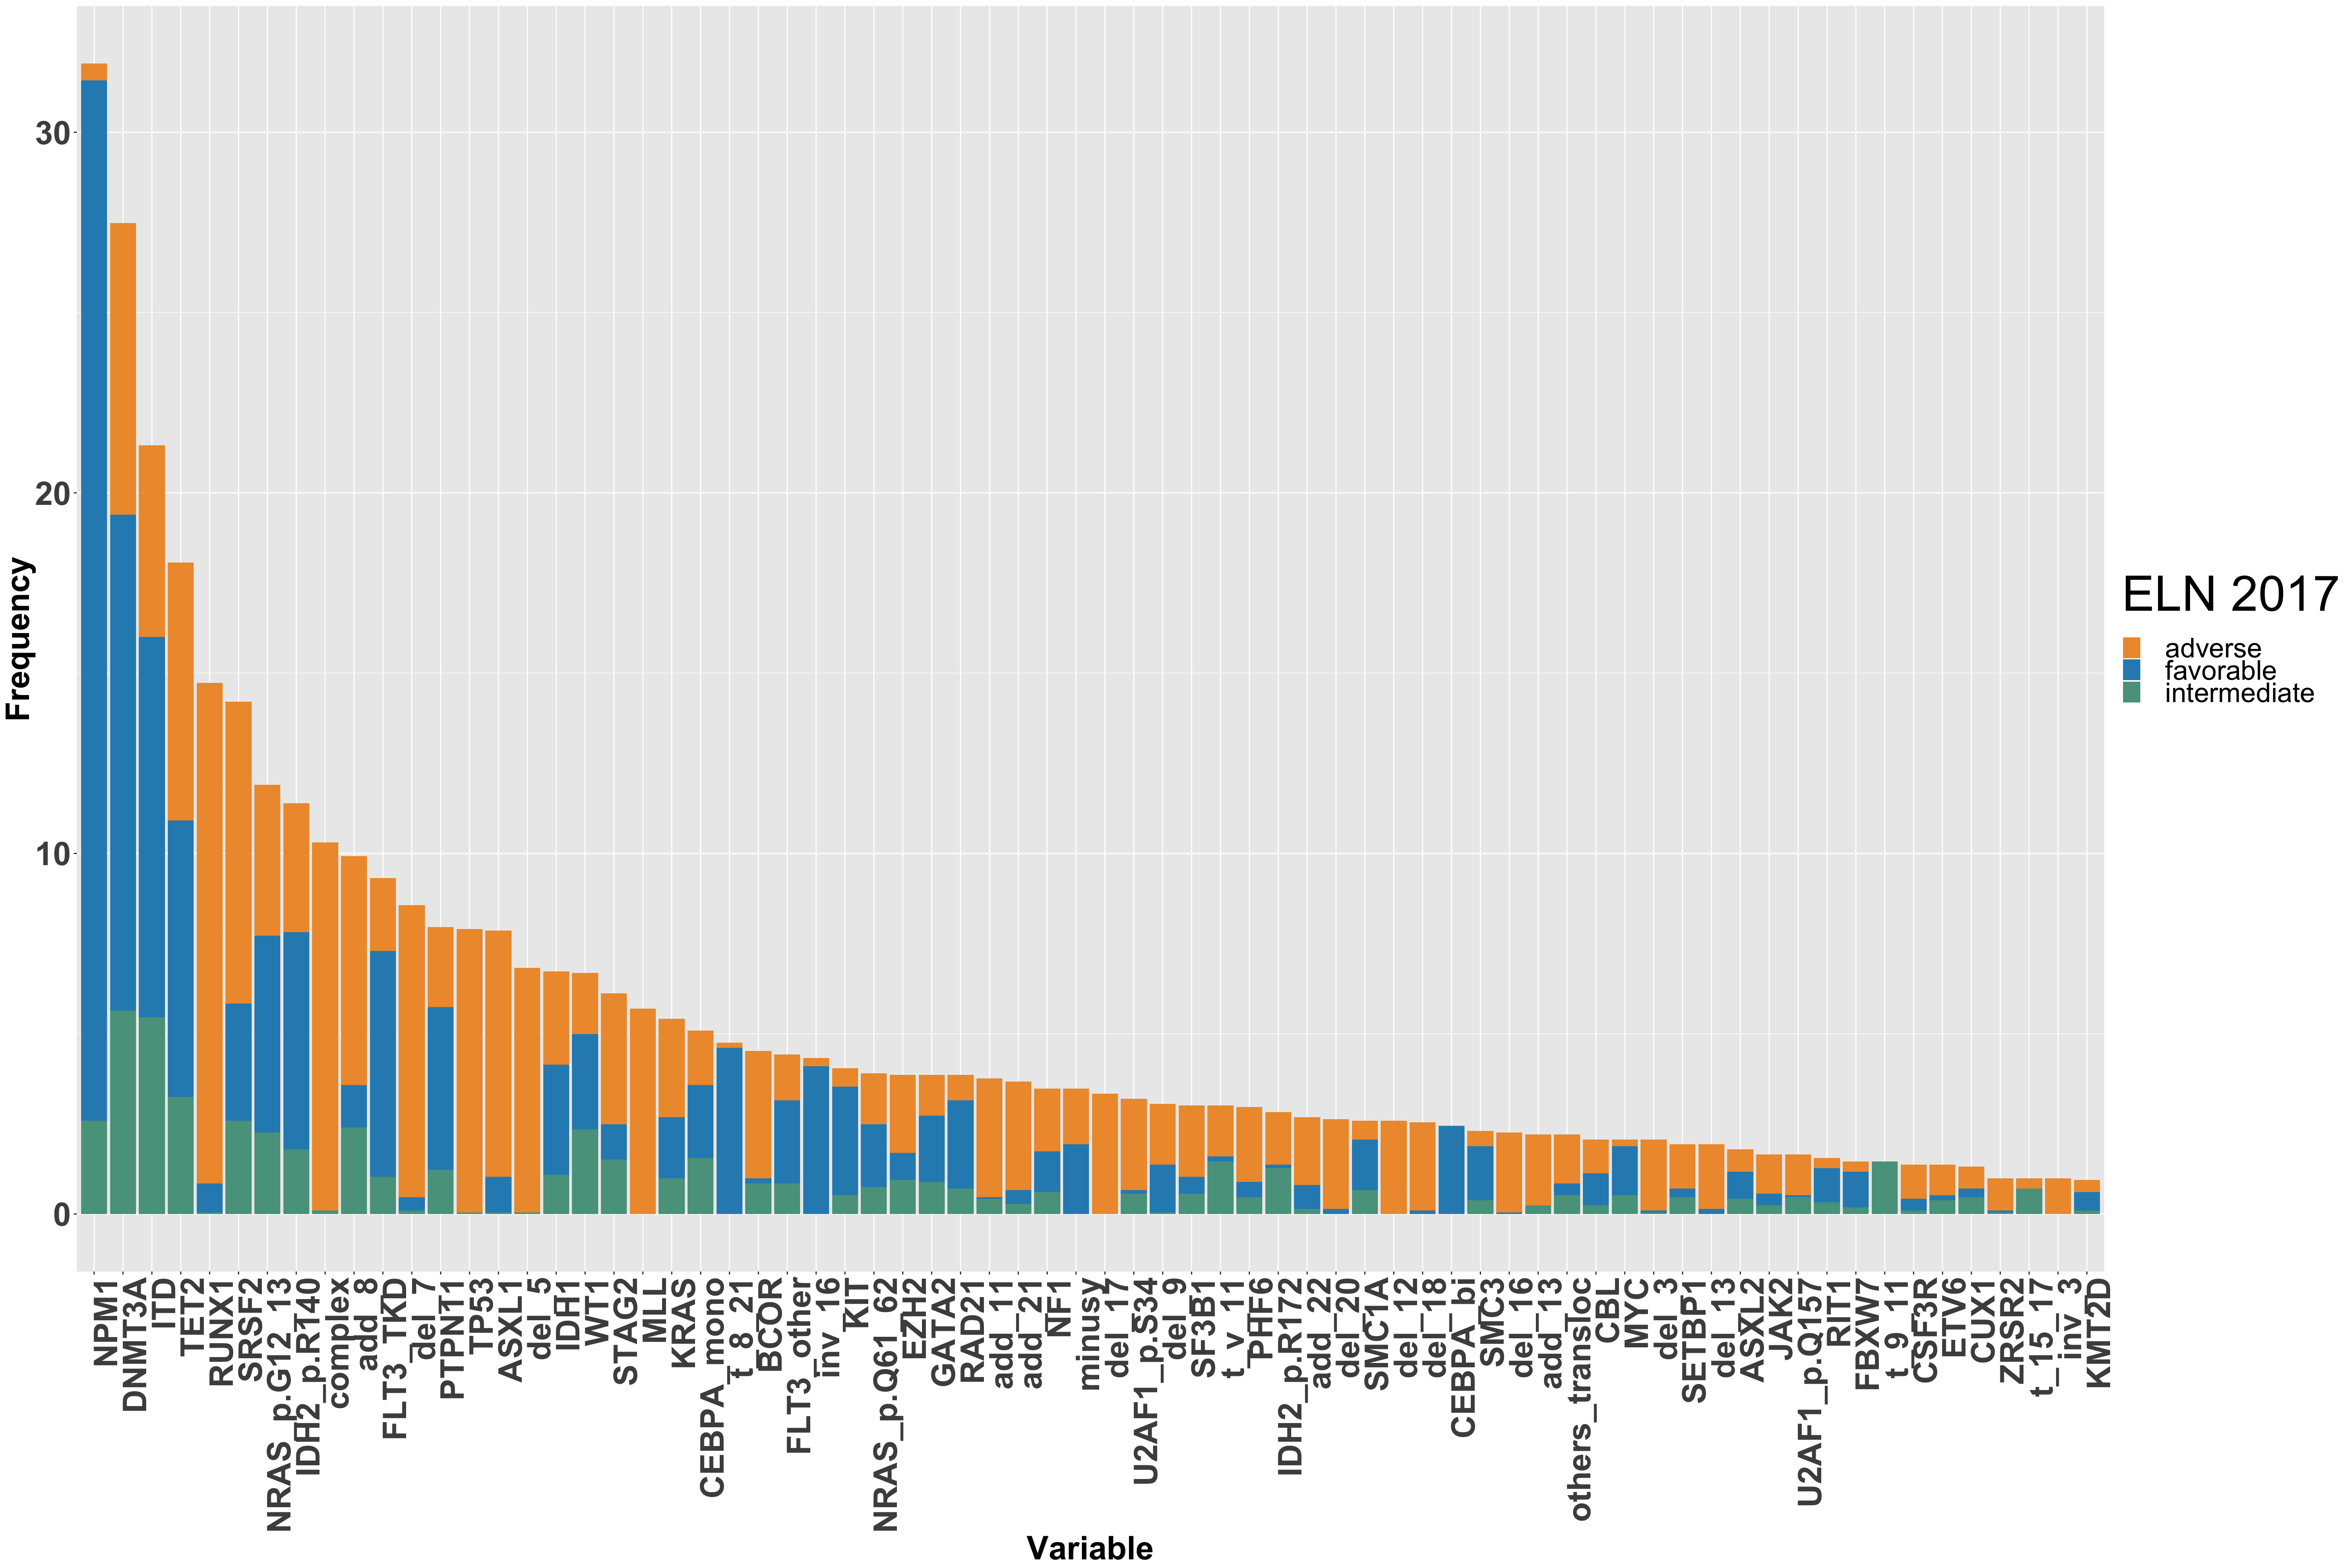 30
20
10
0
Frequency
NPM1
DNMT3A
ITD
TET2
RUNX1
SRSF2
NRAS_p.G12_13
IDH2_p.R140
complex
add_8
FLT3_TKD
del_7
PTPN11
TP53
ASXL1
del_5
IDH1
WT1
STAG2
MLL
KRAS
CEBPA_mono
t_8_21
BCOR
FLT3_other
inv_16
KIT
NRAS_p.Q61_62
EZH2
GATA2
RAD21
add_11
add_21
NF1
minusy
del_17
U2AF1_p.S34
del_9
SF3B1
t_v_11
PHF6
IDH2_p.R172
add_22
del_20
SMC1A
del_12
del_18
CEBPA_bi
SMC3
del_16
add_13
others_transloc
CBL
MYC
del_3
SETBP1
del_13
ASXL2
JAK2
U2AF1_p.Q157
RIT1
FBXW7
t_9_11
CSF3R
ETV6
CUX1
ZRSR2
t_15_17
inv_3
KMT2D
Variable
ELN 2017
adverse
favorable
intermediate